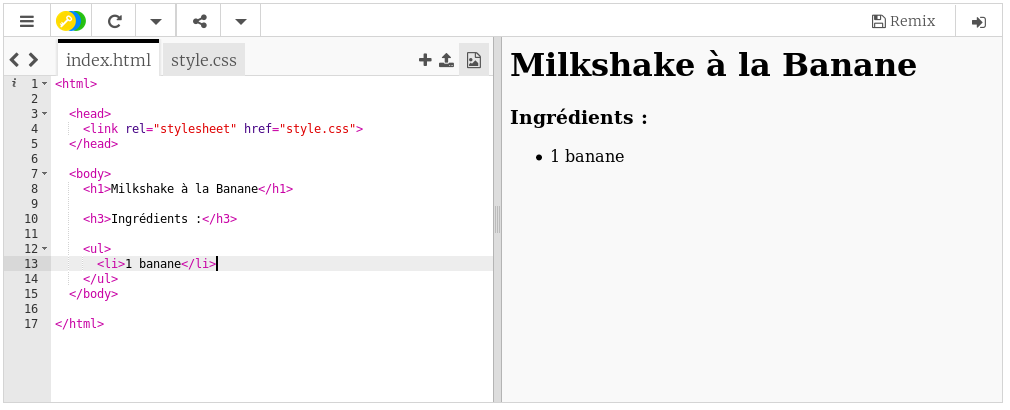 Remix
index.html style.css
i 1 <html>
2
3 <head>
4 <link rel="stylesheet" href="style.css">
5 </head>
6
7 <body>
8 <h1>Milkshake à la Banane</h1>
9
10 <h3>Ingrédients :</h3>
11
12 <ul>
13 <li>1 banane</li>
14 </ul>
15 </body>
16
17 </html>
Milkshake à la Banane
Ingrédients :
• 1 banane